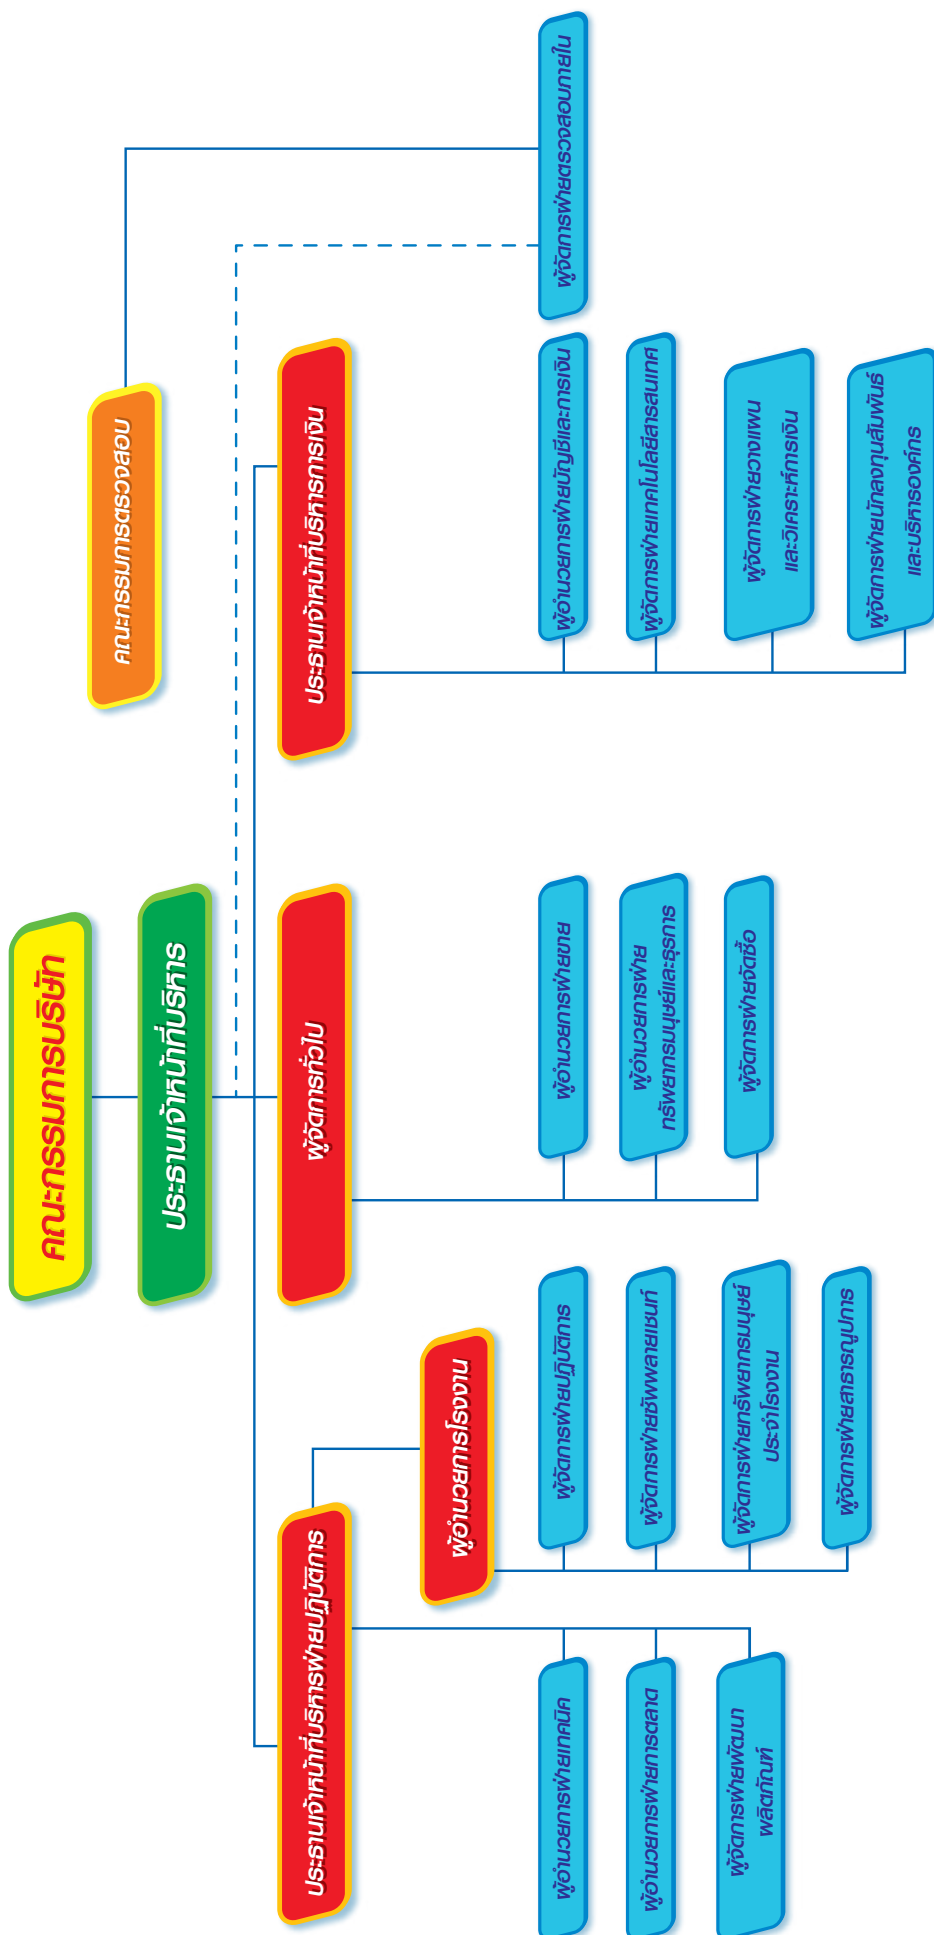 คณะกรรมการบริษัท
คณะกรรมการตรวจสอบ
ประธานเจ้าหน้าที่บริหาร
ประธานเจ้าหน้าที่บริหารฝ่ายปฏิบัติการ
ผู้จัดการทั่วไป
ประธานเจ้าหน้าที่บริหารการเงิน
ผู้อำนวยการโรงงาน
ผู้อำนวยการฝ่ายเทคนิค
ผู้จัดการฝ่ายปฏิบัติการ
ผู้อำนวยการฝ่ายขาย
ผู้อำนวยการฝ่ายบัญชีและการเงิน
ผู้จัดการฝ่ายตรวจสอบภายใน
ผู้อำนวยการฝ่ายการตลาด
ผู้จัดการฝ่ายซัพพลายเชนท์
ผู้อำนวยการฝ่าย
ทรัพยากรมนุษย์และธุรการ
ผู้จัดการฝ่ายเทคโนโลยีสารสนเทศ
ผู้จัดการฝ่ายพัฒนา
ผลิตภัณฑ์
ผู้จัดการฝ่ายทรัพยากรมนุษย์
ประจำโรงงาน
ผู้จัดการฝ่ายจัดซื้อ
ผู้จัดการฝ่ายวางแผน
และวิเคราะห์การเงิน
ผู้จัดการฝ่ายสาธารณูปการ
ผู้จัดการฝ่ายนักลงทุนสัมพันธ์
และบริหารองค์กร